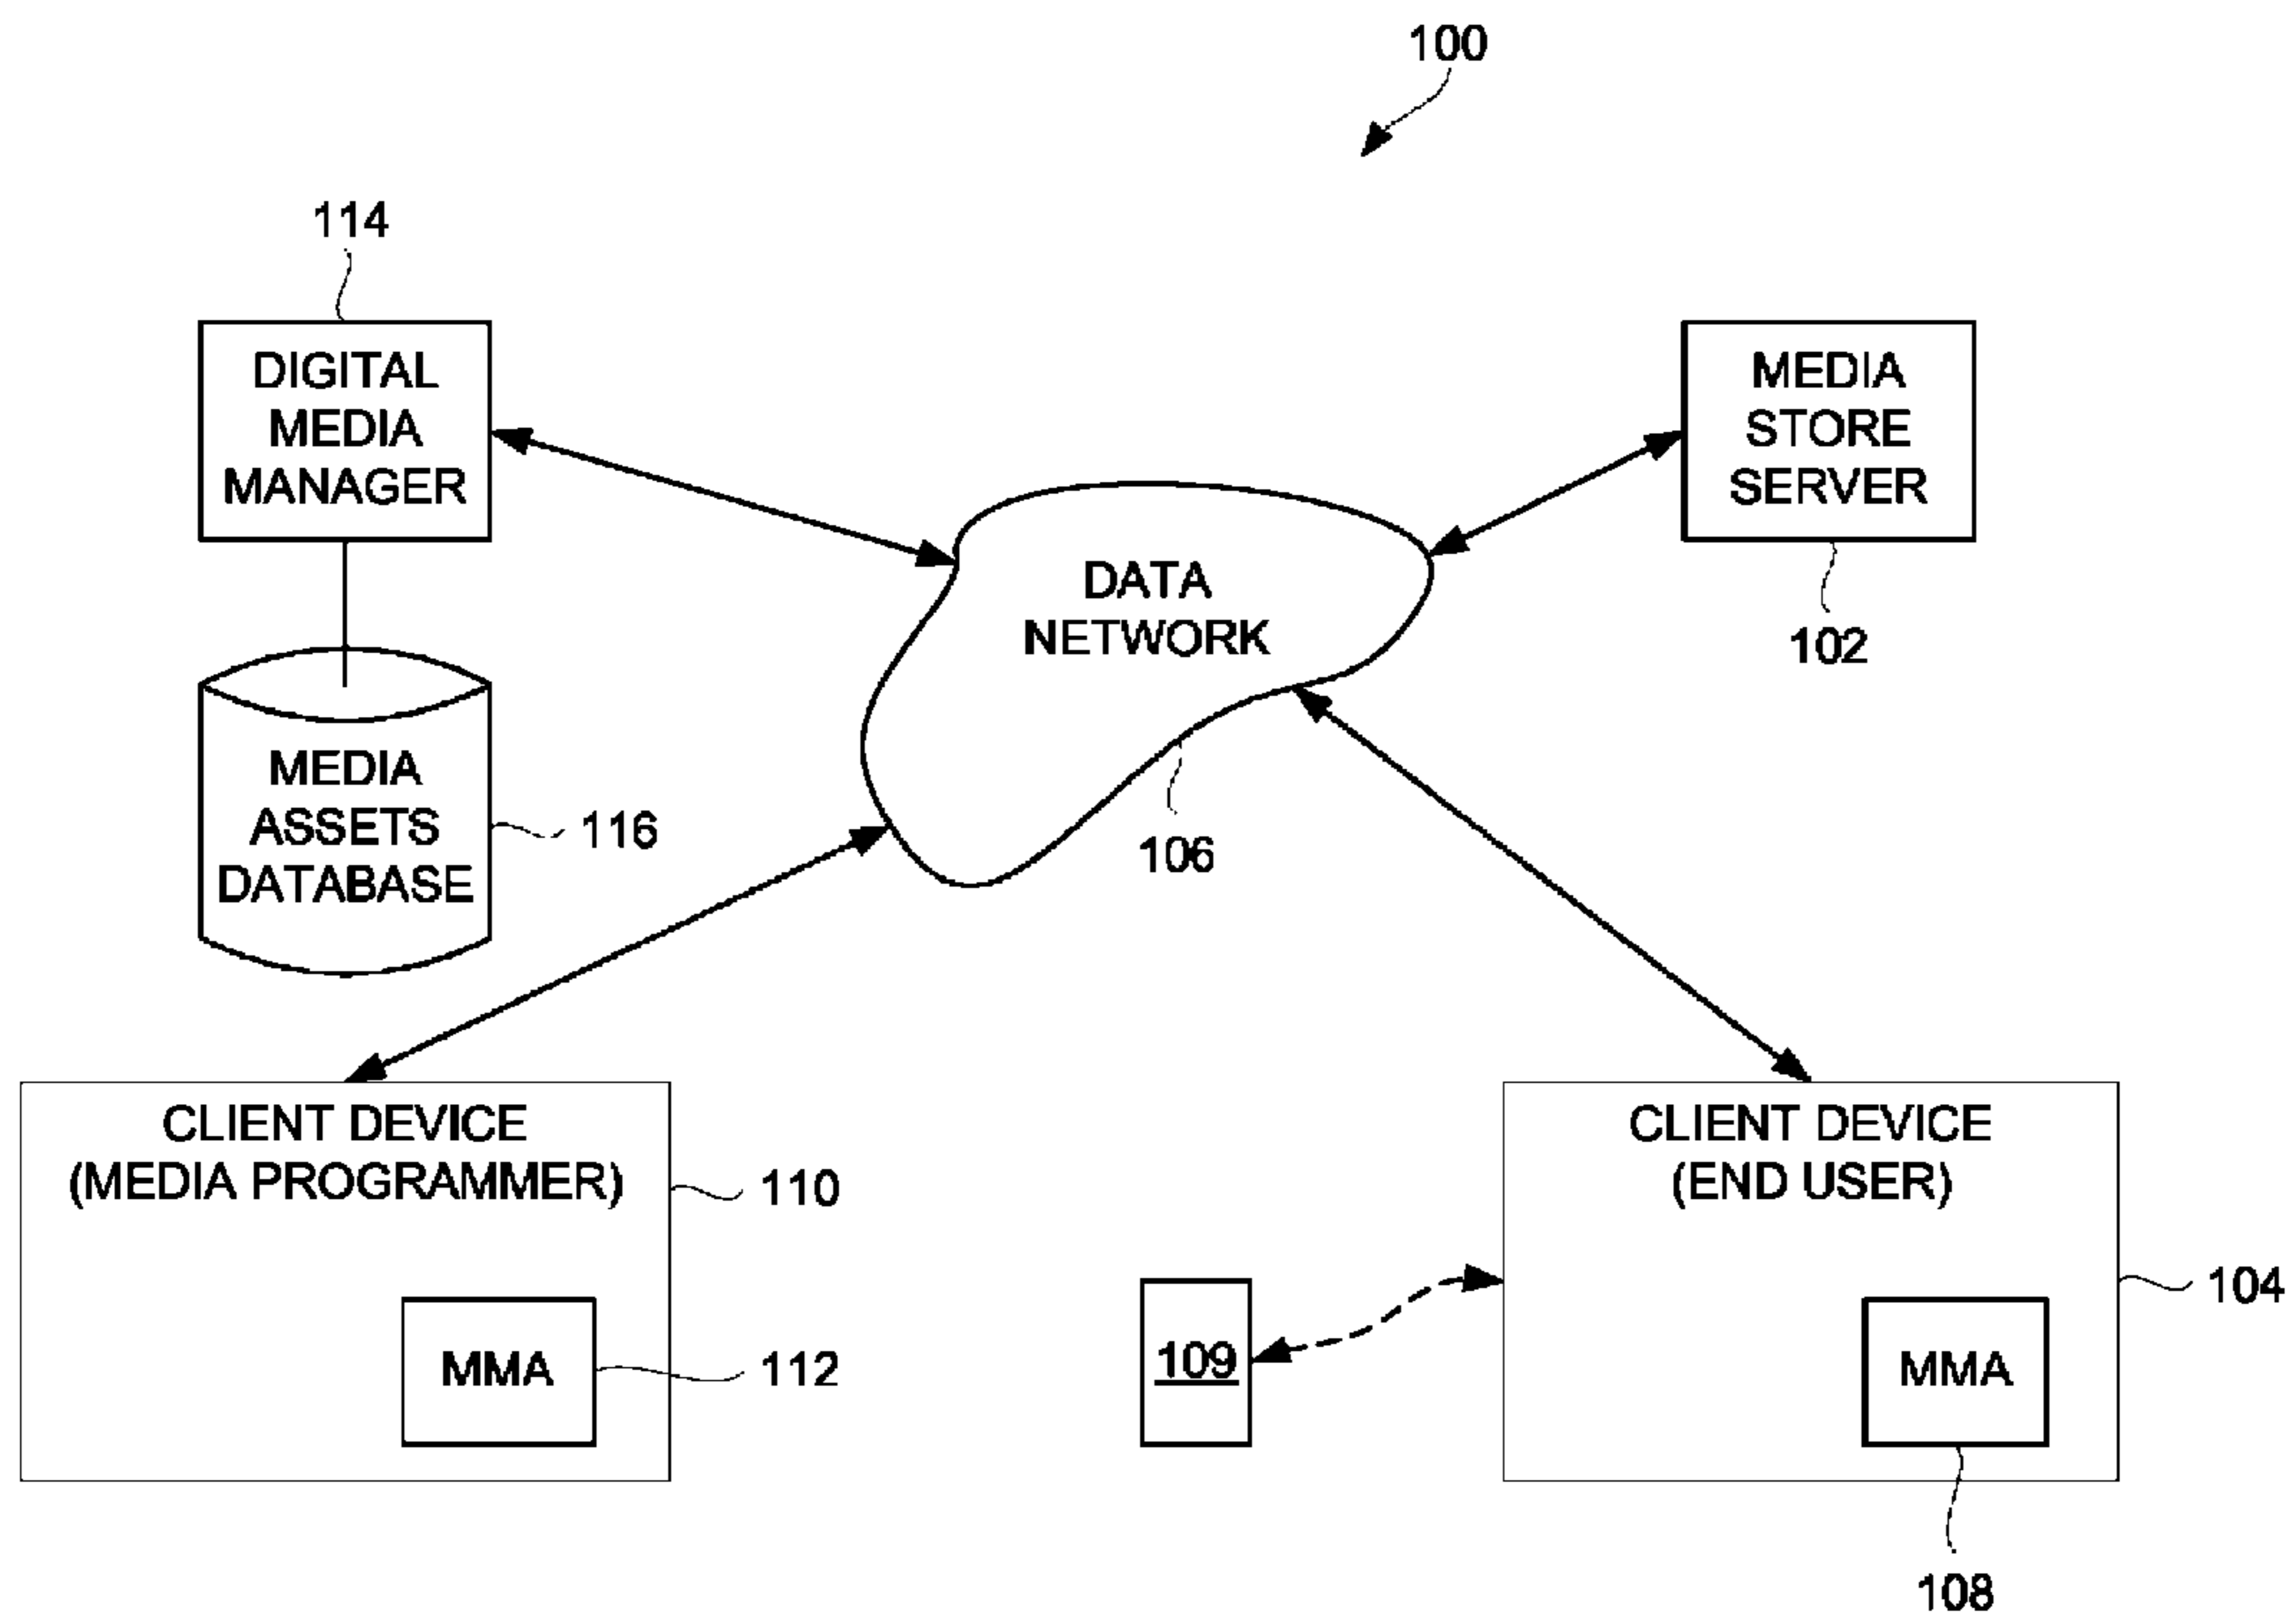 100
114
DIGITAL
MEDIA
MANAGER
MEDIA
STORE
SERVER
102
DATA
NETWORK
106
MEDIA
ASSETS
DATABASE
116
CLIENT DEVICE
(MEDIA PROGRAMMER)
110
MMA
112
109
CLIENT DEVICE
(END USER)
104
MMA
108